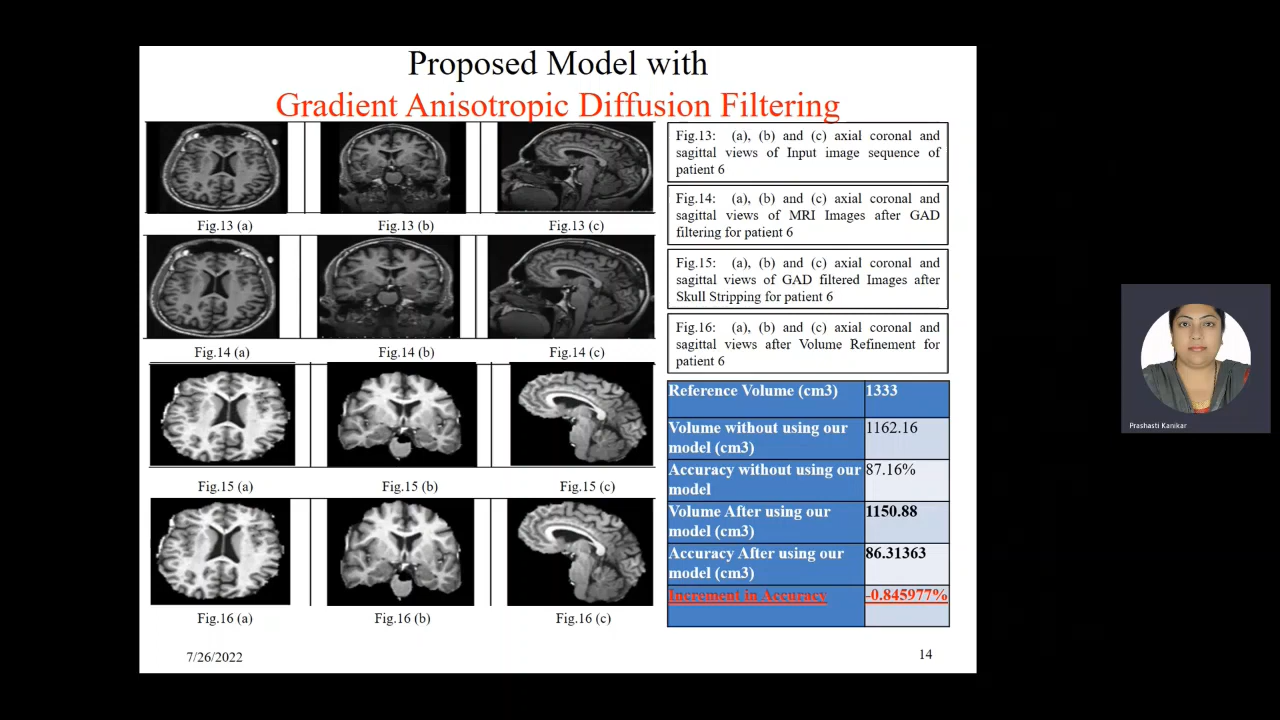 Proposed Model with
Gradient Anisotropic Diffusion Filtering
Fig.13 (a)
Fig.13 (b)
Fig.13 (c)
Fig.14 (a)
Fig.14 (b)
Fig.14 (c)
Fig.15 (a)
Fig.15 (b)
Fig.15 (c)
Fig.16 (a)
Fig.16 (b)
Fig.16 (c)
Fig.13: (a), (b) and (c) axial coronal and
sagittal views of Input image sequence of
patient 6
Fig.14: (a), (b) and (c) axial coronal and
sagittal views of MRI Images after GAD
filtering for patient 6
Fig.15: (a), (b) and (c) axial coronal and
sagittal views of GAD filtered Images after
Skull Stripping for patient 6
Fig.16: (a), (b) and (c) axial coronal and
sagittal views after Volume Refinement for
patient 6
Reference Volume (cm3) 1333
Volume without using our 1162.16
model (cm3)
Accuracy without using our 87.16%
model
Volume After using our 1150.88
model (cm3)
Accuracy After using our 86.31363
model (cm3)
Increment in Accuracy -0.845977%
7/26/2022
14
Prashasti Kanikar